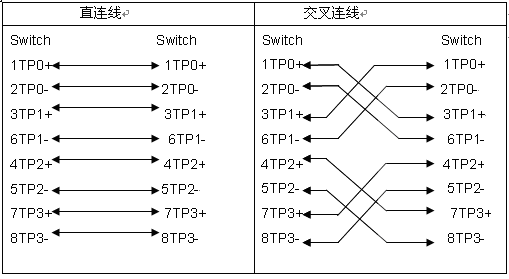 直连线
交叉连线
Switch Switch Switch Switch
1TP0+ 1TP0+ 1TP0+ 1TP0+
2TP0- 2TP0- 2TP0- 2TP0-
3TP1+ 3TP1+ 3TP1+ 3TP1+
6TP1- 6TP1- 6TP1- 6TP1-
4TP2+ 4TP2+ 4TP2+ 4TP2+
5TP2- 5TP2- 5TP2- 5TP2-
7TP3+ 7TP3+ 7TP3+ 7TP3+
8TP3- 8TP3- 8TP3- 8TP3-